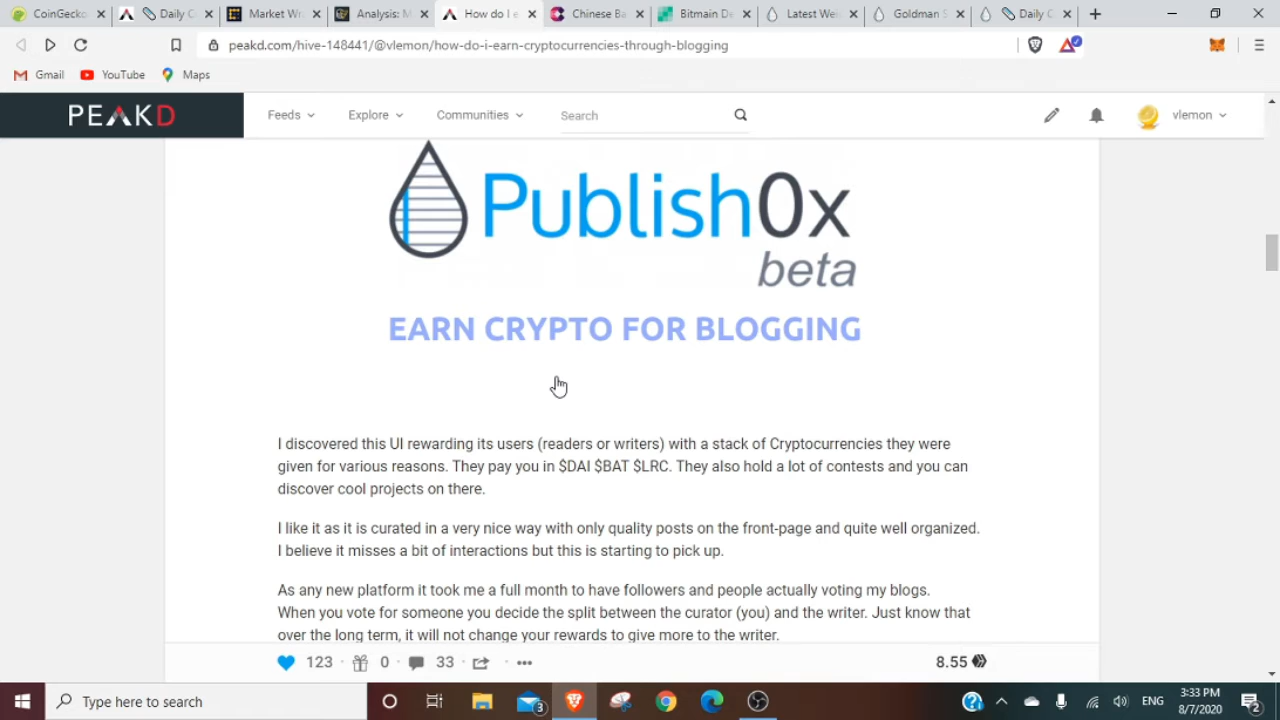 CoinGecko
Daily C
Market Wr
Analysis: M
How do I e
Chinese Ba
Bitmain De
Latest Wei
Goldman S
Daily C
peakd.com/hive-148441/@vlemon/how-do-i-earn-cryptocurrencies-through-blogging
Gmail
YouTube
Maps
PEAKD
Feeds
Explore
Communities
Search
vlemon
Publish0x
beta
EARN CRYPTO FOR BLOGGING
I discovered this UI rewarding its users (readers or writers) with a stack of Cryptocurrencies they were
given for various reasons. They pay you in $DAI $BAT $LRC. They also hold a lot of contests and you can
discover cool projects on there.
I like it as it is curated in a very nice way with only quality posts on the front-page and quite well organized.
I believe it misses a bit of interactions but this is starting to pick up.
As any new platform it took me a full month to have followers and people actually voting my blogs.
When you vote for someone you decide the split between the curator (you) and the writer. Just know that
over the long term, it will not change your rewards to give more to the writer.
123 · 0 · 33 · ···
8.55
Type here to search
3
ENG
3:33 PM
8/7/2020
2